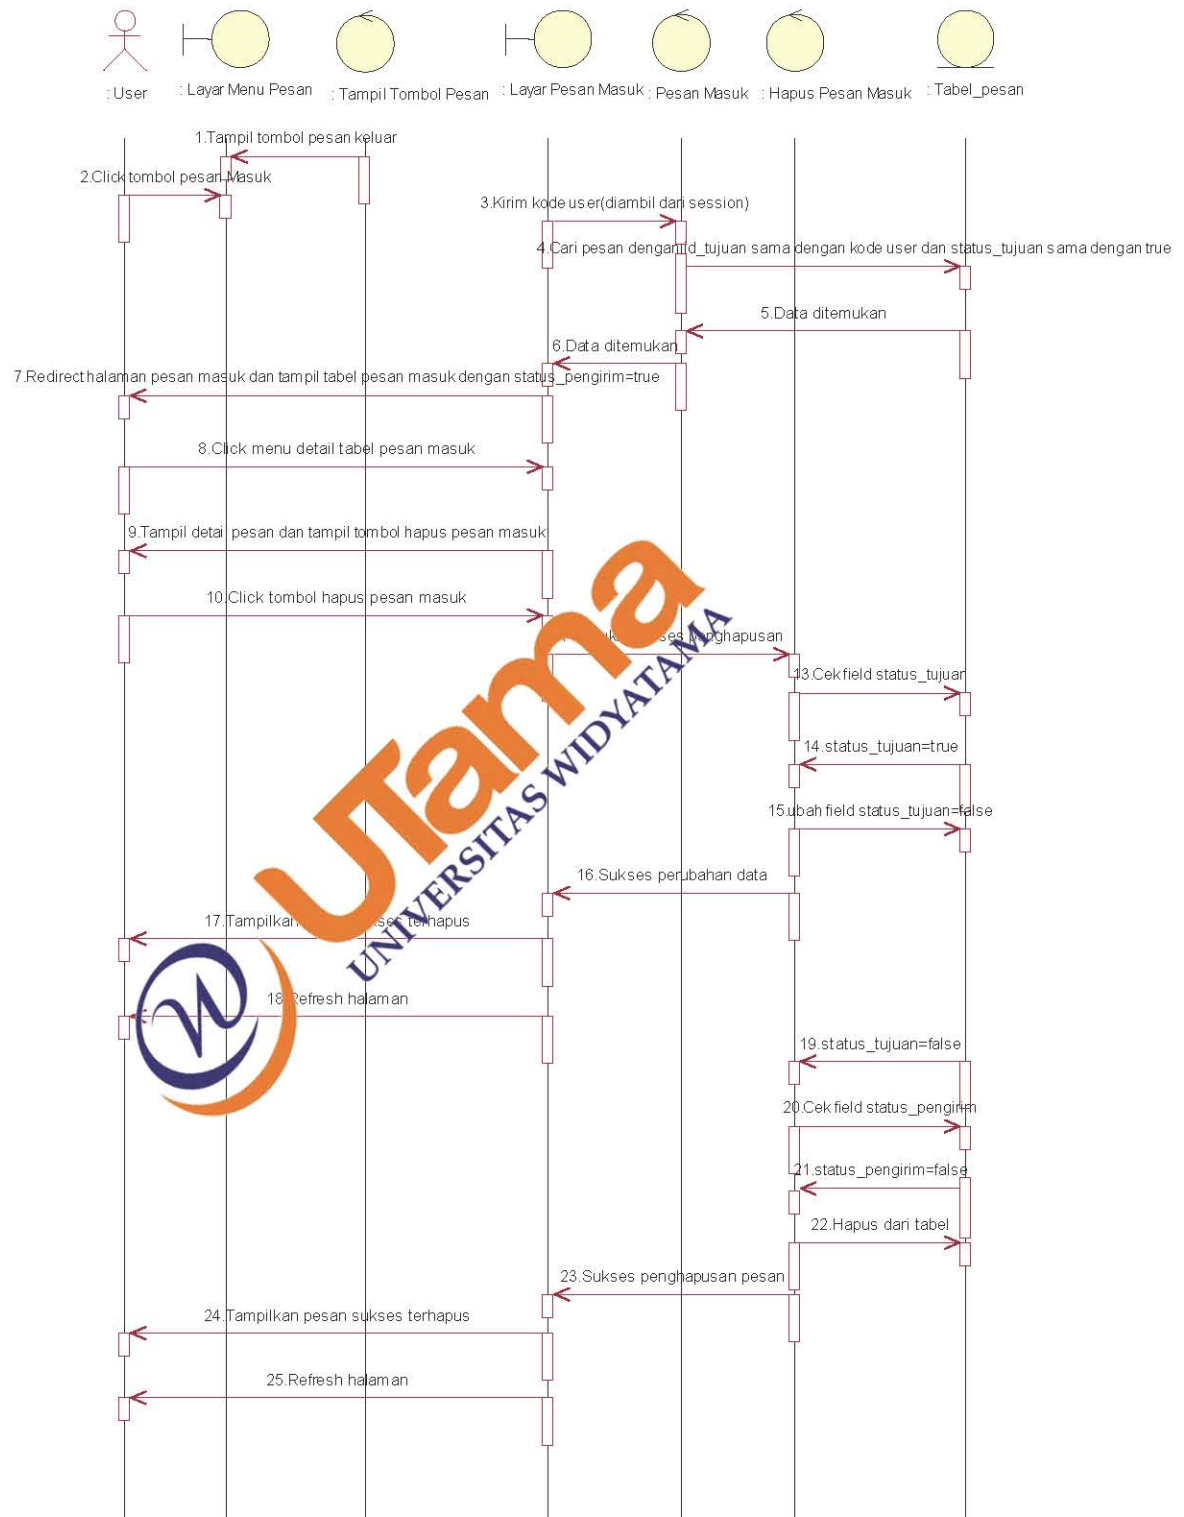 : User
: Layar Menu Pesan
: Tampil Tombol Pesan
: Layar Pesan Masuk
: Pesan Masuk
: Hapus Pesan Masuk
: Tabel_pesan
1.Tampil tombol pesan keluar
2.Click tombol pesan Masuk
3.Kirim kode user(diambil dari session)
4.Cari pesan dengan id_tujuan sama dengan kode user dan status_tujuan sama dengan true
5.Data ditemukan
6.Data ditemukan
7.Redirect halaman pesan masuk dan tampil tabel pesan masuk dengan status_pengirim=true
8.Click menu detail tabel pesan masuk
9.Tampil detail pesan dan tampil tombol hapus pesan masuk
10.Click tombol hapus pesan masuk
penghapusan
13.Cek field status_tujuan
14.status_tujuan=true
15.ubah field status_tujuan=false
16.Sukses perubahan data
17.Tampilkan terhapus
18.Refresh halaman
19.status_tujuan=false
20.Cek field status_pengirim
21.status_pengirim=false
22.Hapus dari tabel
23.Sukses penghapusan pesan
24.Tampilkan pesan sukses terhapus
25.Refresh halaman
UTama
UNIVERSITAS WIDYATAMA